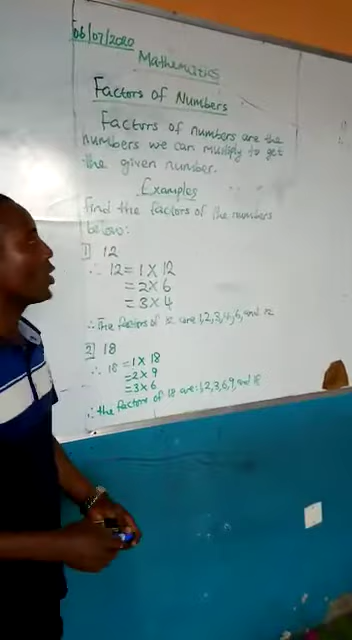 06/07/2020
Mathematics
Factors of Numbers
Factors of numbers are the
numbers we can multiply to get
the given number.
Examples
Find the factors of the numbers
below:
1 12
∴ 12 = 1 X 12
= 2 X 6
= 3 X 4
∴ The factors of 12 are 1, 2, 3, 4, 6, and 12
2 18
∴ 18 = 1 X 18
= 2 X 9
= 3 X 6
∴ the factors of 18 are: 1, 2, 3, 6, 9, and 18